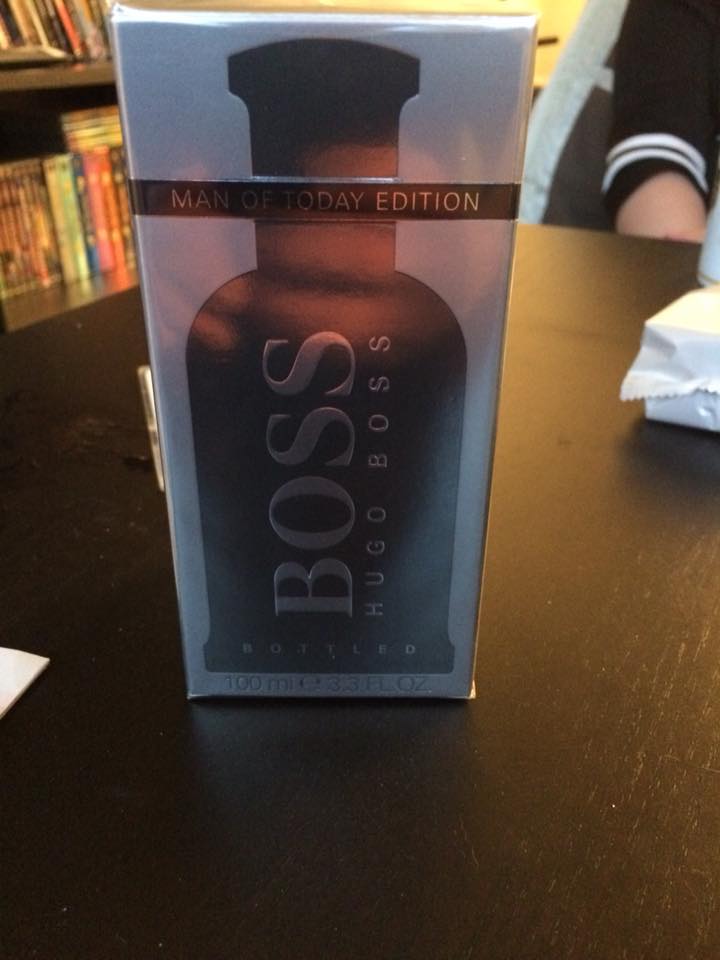 MAN OF TODAY EDITION
BOSS
HUGO BOSS
BOTTLED
100 ml e 3.3 FL.OZ.